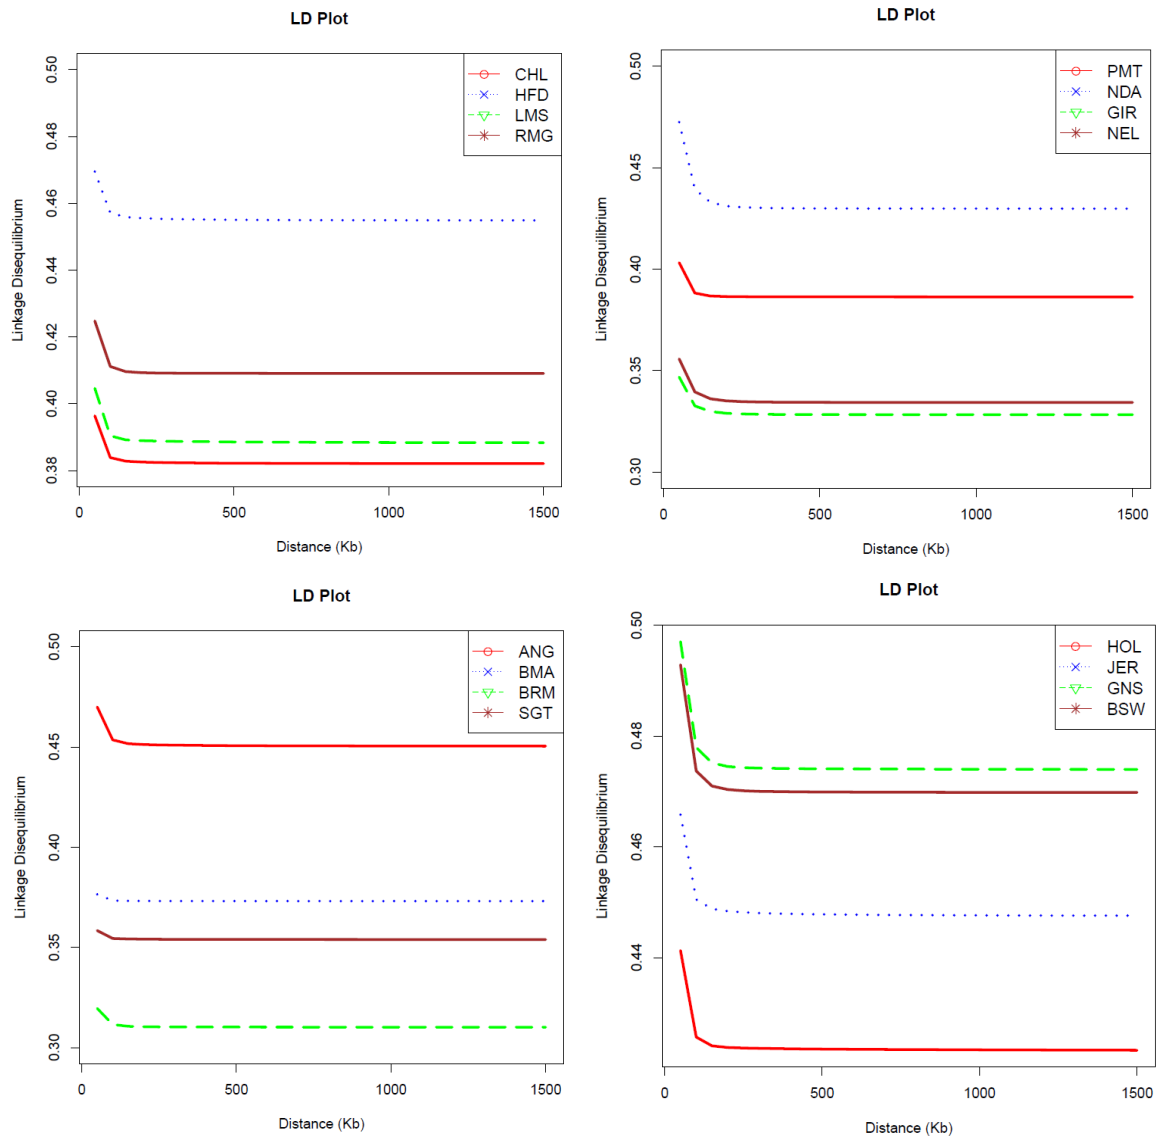 LD Plot
CHL
HFD
LMS
RMG
0.50
0.48
0.46
0.44
0.42
0.40
0.38
Linkage Disequilibrium
0 500 1000 1500
Distance (Kb)
LD Plot
PMT
NDA
GIR
NEL
0.50
0.45
0.40
0.35
0.30
Linkage Disequilibrium
0 500 1000 1500
Distance (Kb)
LD Plot
ANG
BMA
BRM
SGT
0.50
0.45
0.40
0.35
0.30
Linkage Disequilibrium
0 500 1000 1500
Distance (Kb)
LD Plot
HOL
JER
GNS
BSW
0.50
0.48
0.46
0.44
Linkage Disequilibrium
0 500 1000 1500
Distance (Kb)